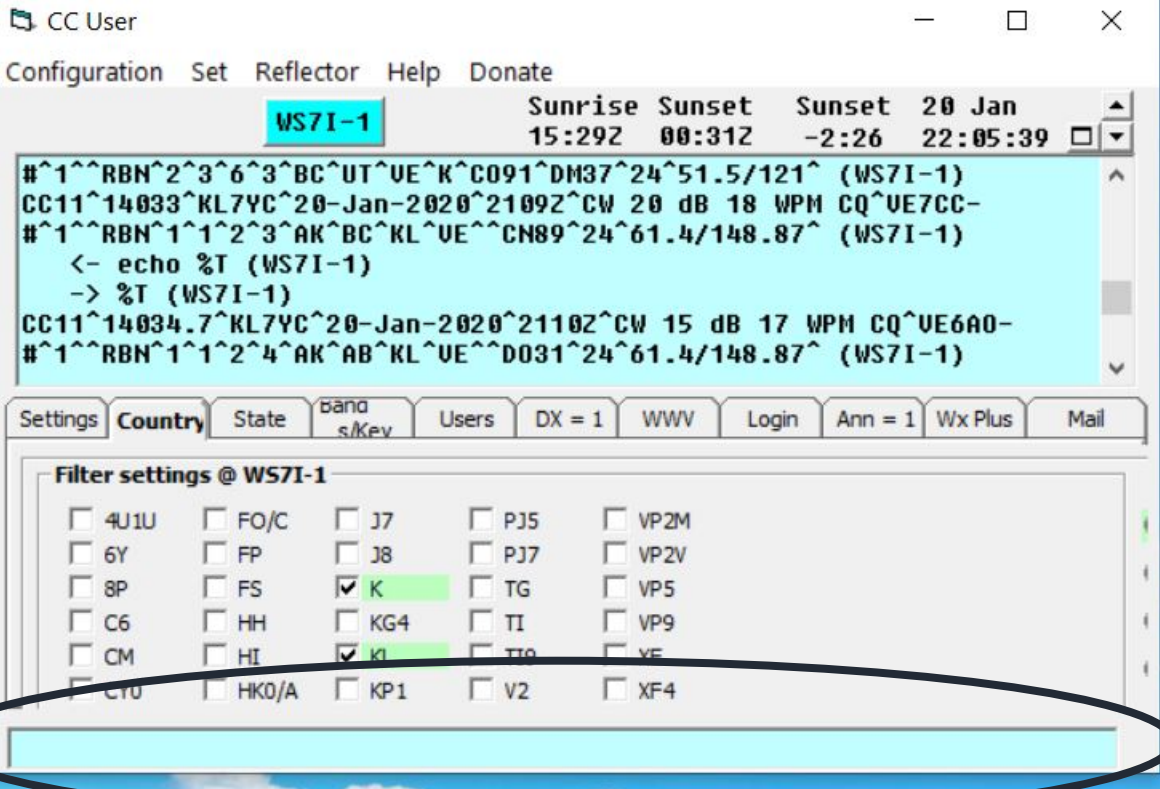 CC User
Configuration Set Reflector Help Donate
WS7I-1
Sunrise Sunset Sunset 20 Jan
15:29Z 00:31Z -2:26 22:05:39
#^1^^RBN^2^3^6^3^BC^UT^VE^K^CO91^DM37^24^51.5/121^ (WS7I-1)
CC11^14033^KL7YC^20-Jan-2020^2109Z^CW 20 dB 18 WPM CQ^VE7CC-
#^1^^RBN^1^1^2^3^AK^BC^KL^VE^^CN89^24^61.4/148.87^ (WS7I-1)
<- echo %T (WS7I-1)
-> %T (WS7I-1)
CC11^14034.7^KL7YC^20-Jan-2020^2110Z^CW 15 dB 17 WPM CQ^VE6AO-
#^1^^RBN^1^1^2^4^AK^AB^KL^VE^^DO31^24^61.4/148.87^ (WS7I-1)
Settings Country State Band s/Key Users DX = 1 WWV Login Ann = 1 Wx Plus Mail
Filter settings @ WS7I-1
4U1U FO/C J7 PJ5 VP2M
6Y FP J8 PJ7 VP2V
8P FS K TG VP5
C6 HH KG4 TI VP9
CM HI KL TI9 XE
CY0 HK0/A KP1 V2 XF4